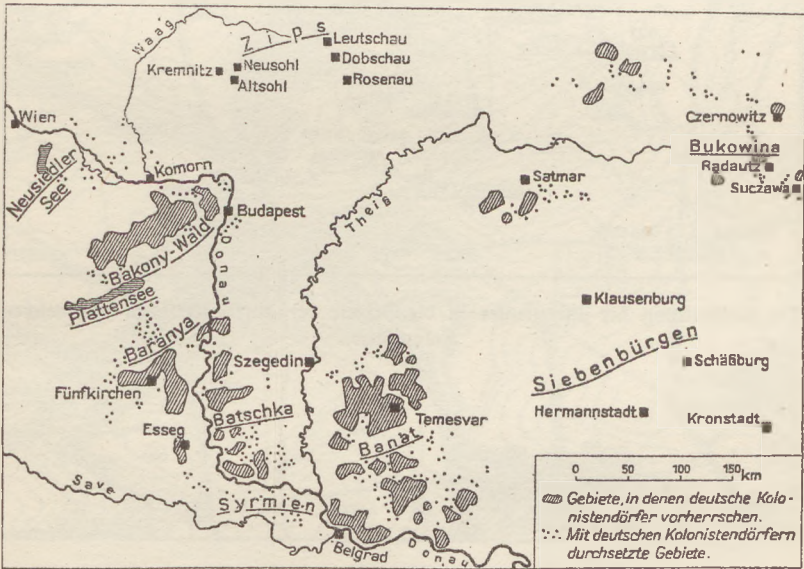 Waag
Zips
Leutschau
Dobschau
Rosenau
Kremnitz
Neusohl
Altsohl
Wien
Czernowitz
Bukowina
Radautz
Suczawa
Neusiedler
See
Komorn
Satmar
Budapest
Theiß
Donau
Bakony-Wald
Plattensee
Klausenburg
Baranya
Siebenbürgen
Szegedin
Schäßburg
Fünfkirchen
Batschka
Temesvar
Hermannstadt
Kronstadt
Esseg
Banat
Save
Syrmien
Belgrad
Donau
0 50 100 150 km
Gebiete, in denen deutsche Kolo-
nistendörfer vorherrschen.
Mit deutschen Kolonistendörfern
durchsetzte Gebiete.